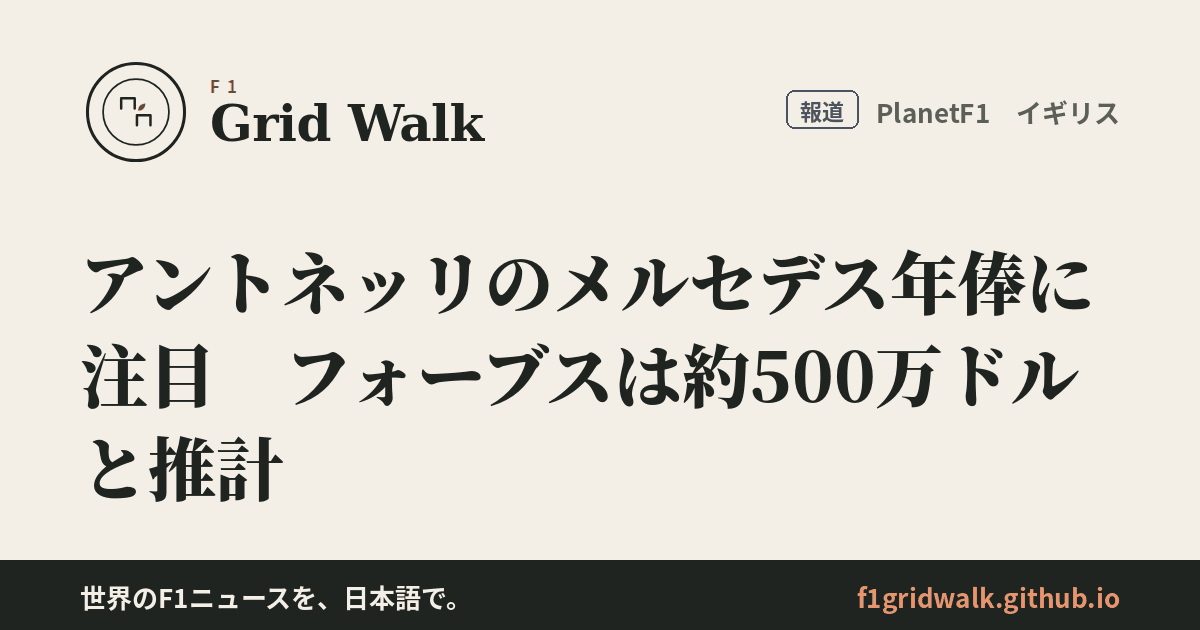 F1
Grid Walk
報道 PlanetF1 イギリス
アントネッリのメルセデス年俸に
注目 フォーブスは約500万ドル
と推計
世界のF1ニュースを、日本語で。
f1gridwalk.github.io